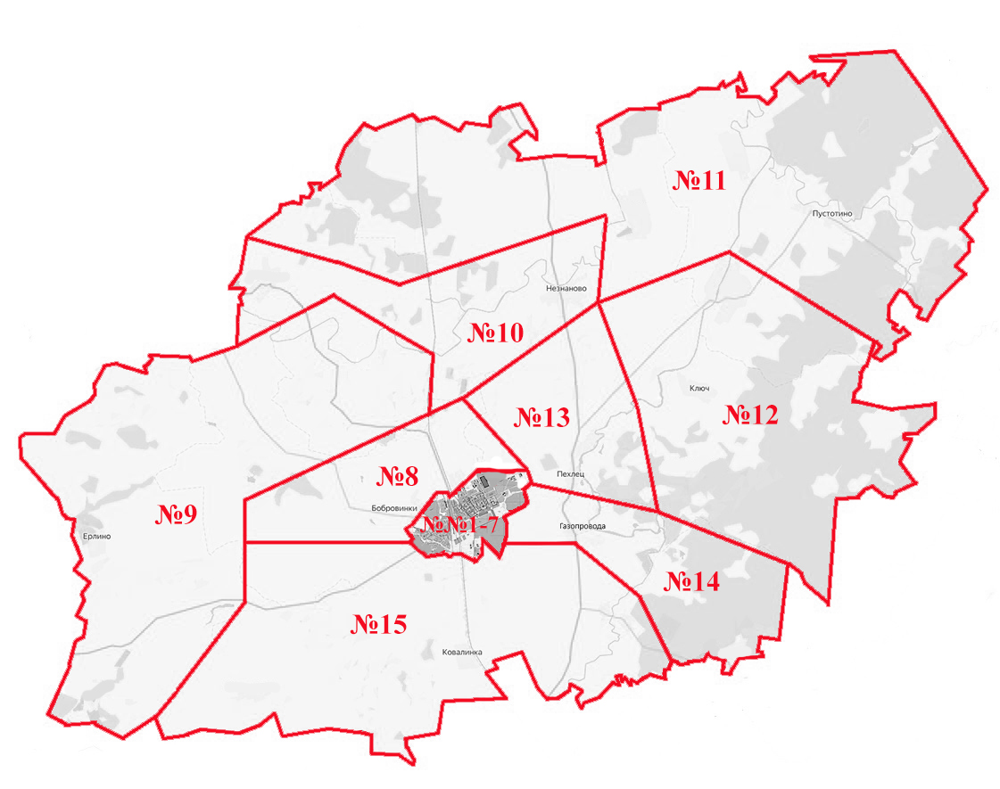 №11
Пустотино
Незнаново
№10
Ключ
№12
№13
Пехлец
№8
Бобровинки
№9
№№1-7
Газопровода
Ерлино
№14
№15
Ковалинка